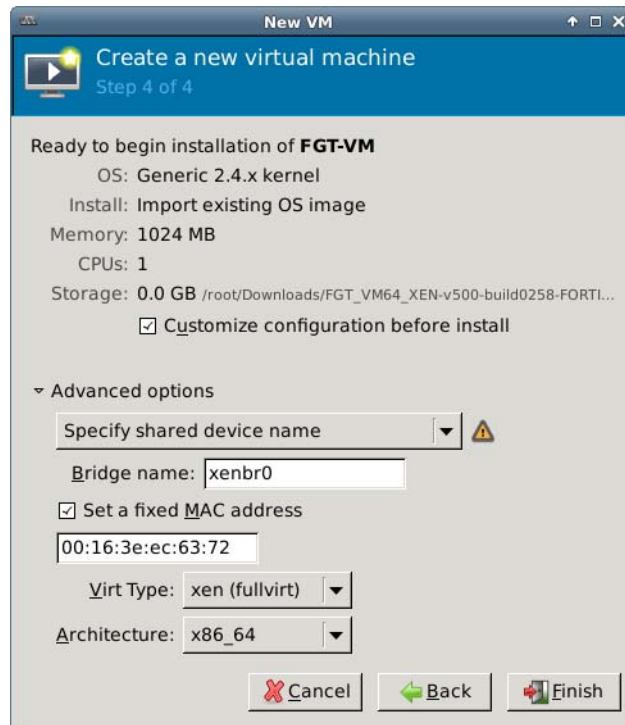 New VM
Create a new virtual machine
Step 4 of 4
Ready to begin installation of FGT-VM
OS: Generic 2.4.x kernel
Install: Import existing OS image
Memory: 1024 MB
CPUs: 1
Storage: 0.0 GB /root/Downloads/FGT_VM64_XEN-v500-build0258-FORTI...
Customize configuration before install
Advanced options
Specify shared device name
Bridge name: xenbr0
Set a fixed MAC address
00:16:3e:ec:63:72
Virt Type: xen (fullvirt)
Architecture: x86_64
Cancel Back Finish